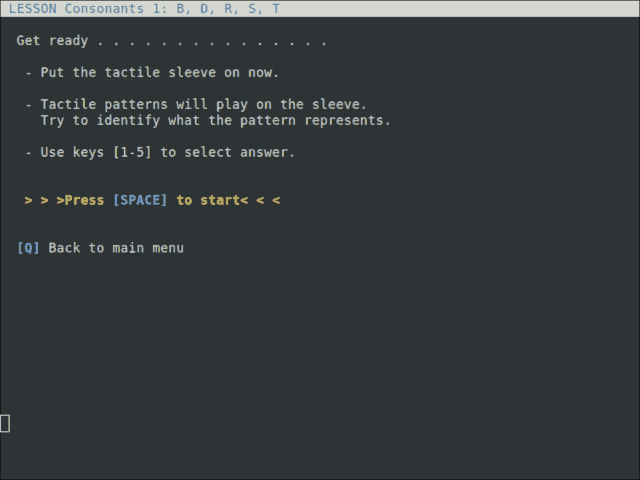 LESSON Consonants 1: B, D, R, S, T
Get ready . . . . . . . . . . . . . . .
- Put the tactile sleeve on now.
- Tactile patterns will play on the sleeve.
Try to identify what the pattern represents.
- Use keys [1-5] to select answer.
> > >Press [SPACE] to start< < <
[Q] Back to main menu